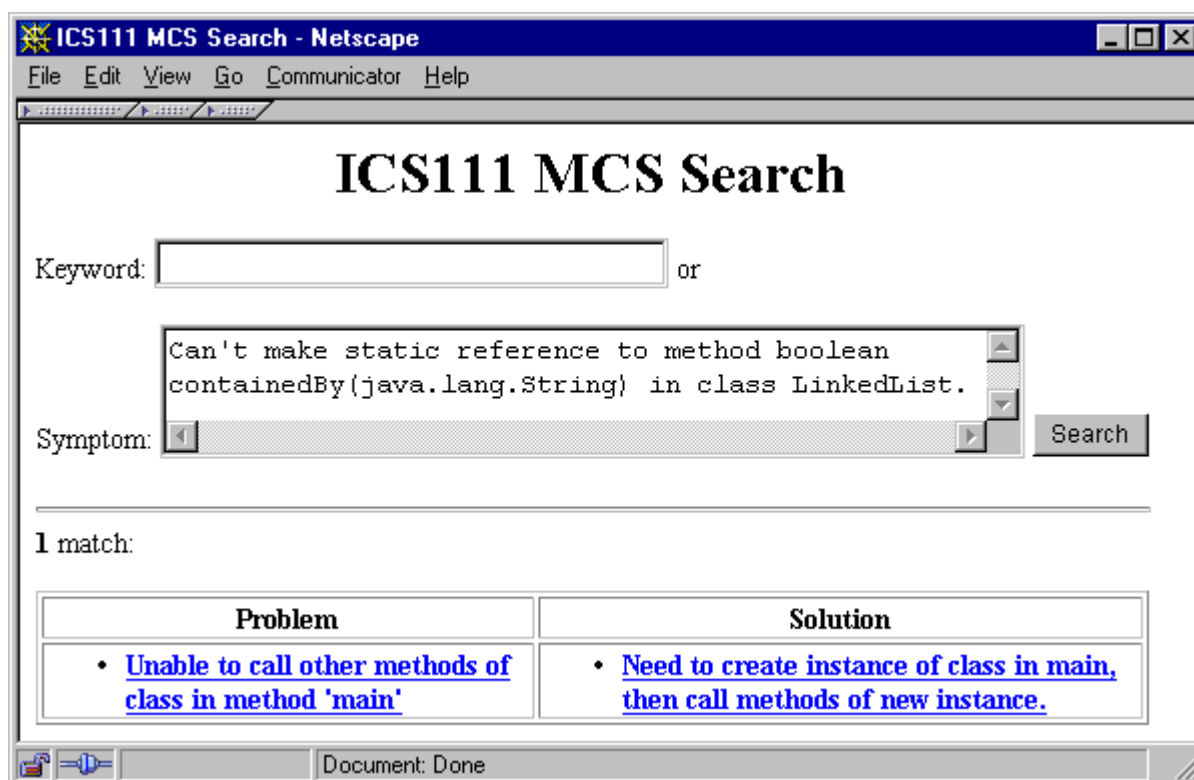 ICS111 MCS Search - Netscape
File Edit View Go Communicator Help
ICS111 MCS Search
Keyword: or
Can't make static reference to method boolean
containedBy(java.lang.String) in class LinkedList.
Symptom: Search
1 match:
Problem Solution
• Unable to call other methods of • Need to create instance of class in main,
class in method 'main' then call methods of new instance.
Document: Done